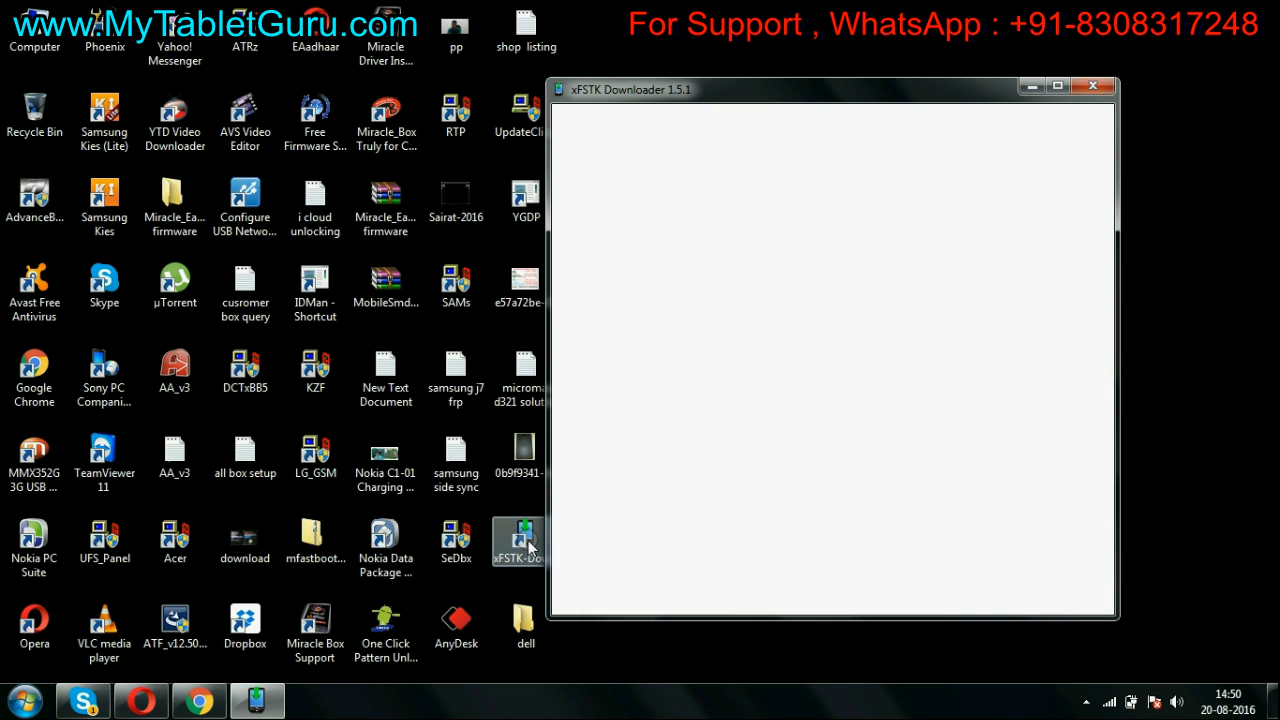 www.MyTabletGuru.com
For Support , WhatsApp : +91-8308317248
Computer
Phoenix
Yahoo!
Messenger
ATRz
EAadhaar
Miracle
Driver Ins...
pp
shop listing
xFSTK Downloader 1.5.1
Recycle Bin
Samsung
Kies (Lite)
YTD Video
Downloader
AVS Video
Editor
Free
Firmware S...
Miracle_Box
Truly for C...
RTP
UpdateCli
AdvanceB...
Samsung
Kies
Miracle_Ea...
firmware
Configure
USB Netwo...
i cloud
unlocking
Miracle_Ea...
firmware
Sairat-2016
YGDP
Avast Free
Antivirus
Skype
µTorrent
cusromer
box query
IDMan -
Shortcut
MobileSmd...
SAMs
e57a72be-
Google
Chrome
Sony PC
Compani...
AA_v3
DCTxBB5
KZF
New Text
Document
samsung j7
frp
microma
d321 solut
MMX352G
3G USB ...
TeamViewer
11
AA_v3
all box setup
LG_GSM
Nokia C1-01
Charging ...
samsung
side sync
0b9f9341-
Nokia PC
Suite
UFS_Panel
Acer
download
mfastboot...
Nokia Data
Package ...
SeDbx
xFSTK-Do
Opera
VLC media
player
ATF_v12.50...
Dropbox
Miracle Box
Support
One Click
Pattern Unl...
AnyDesk
dell
14:50
20-08-2016